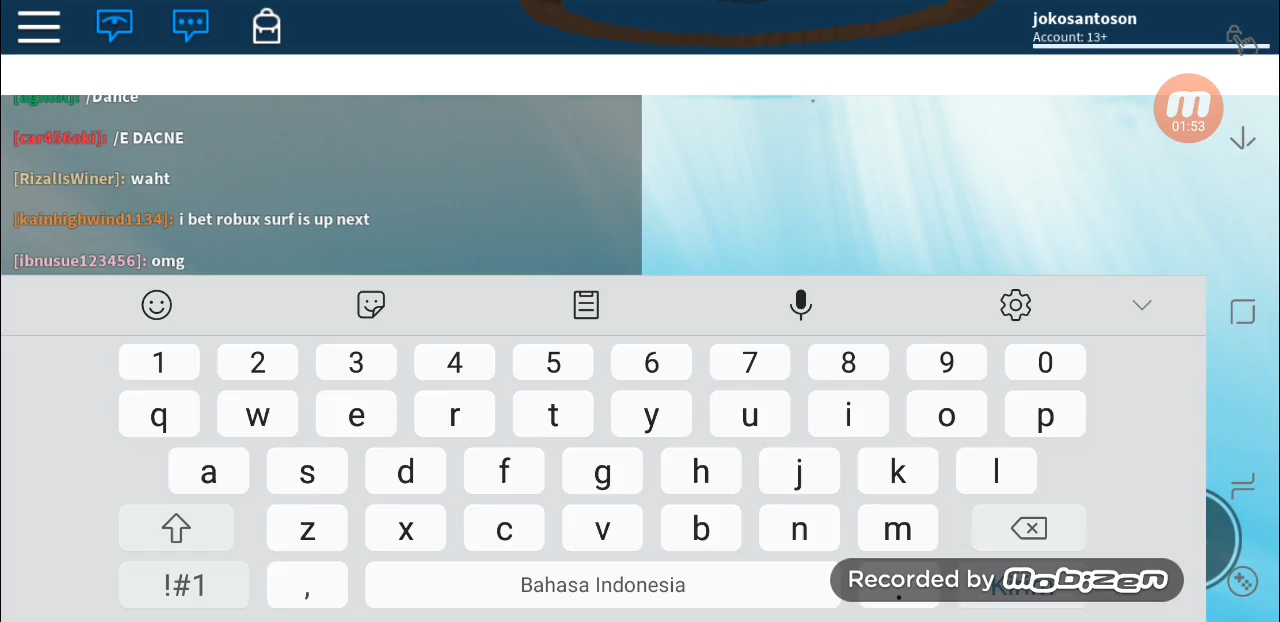 jokosantoson
Account: 13+
/Dance
01:53
[car456oki]: /E DACNE
[RizalIsWiner]: waht
[kainhighwind1134]: i bet robux surf is up next
[ibnusue123456]: omg
1 2 3 4 5 6 7 8 9 0
q w e r t y u i o p
a s d f g h j k l
z x c v b n m
!#1 , Bahasa Indonesia .
Recorded by mobizen